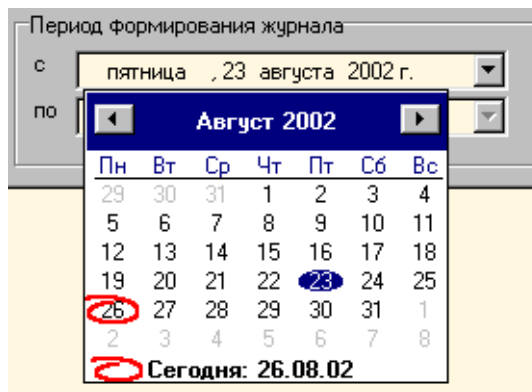 Период формирования журнала
с пятница , 23 августа 2002 г.
по
Август 2002
Пн Вт Ср Чт Пт Сб Вс
29 30 31 1 2 3 4
5 6 7 8 9 10 11
12 13 14 15 16 17 18
19 20 21 22 23 24 25
26 27 28 29 30 31 1
2 3 4 5 6 7 8
Сегодня: 26.08.02